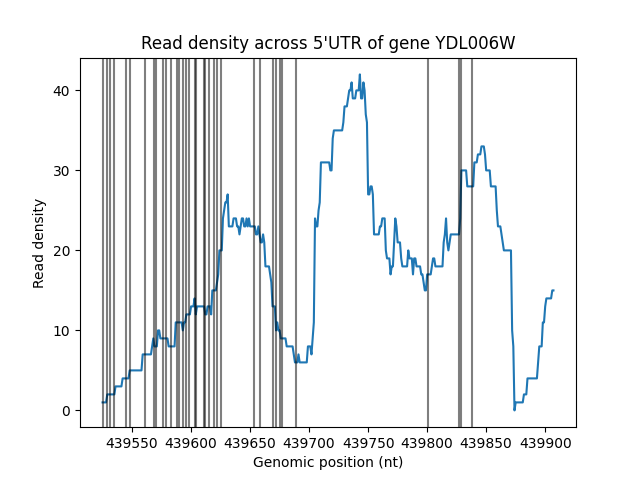 Read density across 5'UTR of gene YDL006W
40
30
20
10
0
Read density
439550 439600 439650 439700 439750 439800 439850 439900
Genomic position (nt)